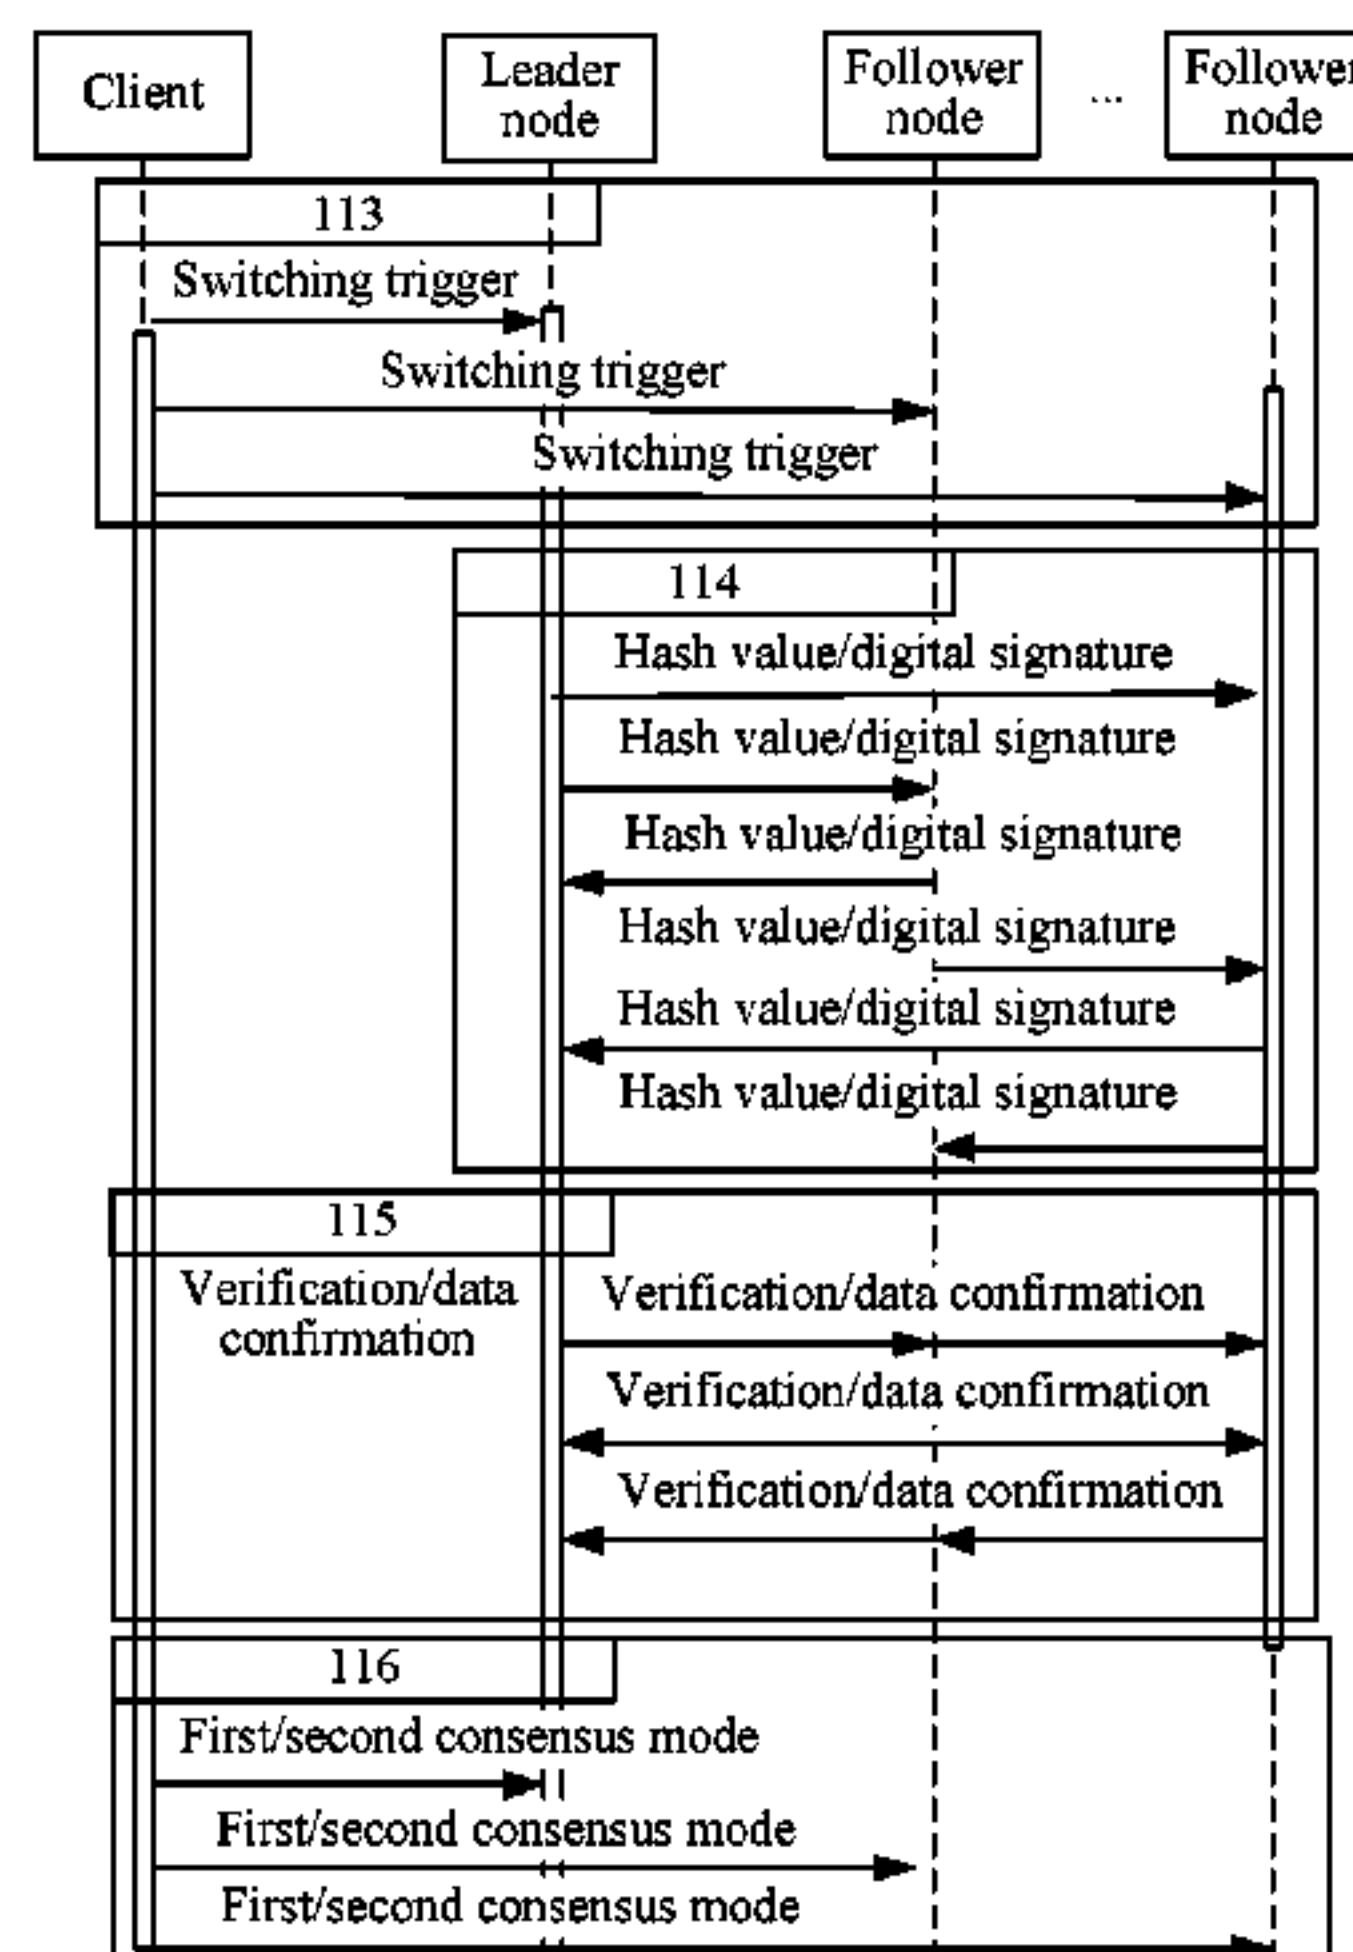 Client
Leader
node
Follower
node
...
Follower
node
113
Switching trigger
Switching trigger
Switching trigger
114
Hash value/digital signature
Hash value/digital signature
Hash value/digital signature
Hash value/digital signature
Hash value/digital signature
Hash value/digital signature
115
Verification/data
confirmation
Verification/data confirmation
Verification/data confirmation
Verification/data confirmation
116
First/second consensus mode
First/second consensus mode
First/second consensus mode